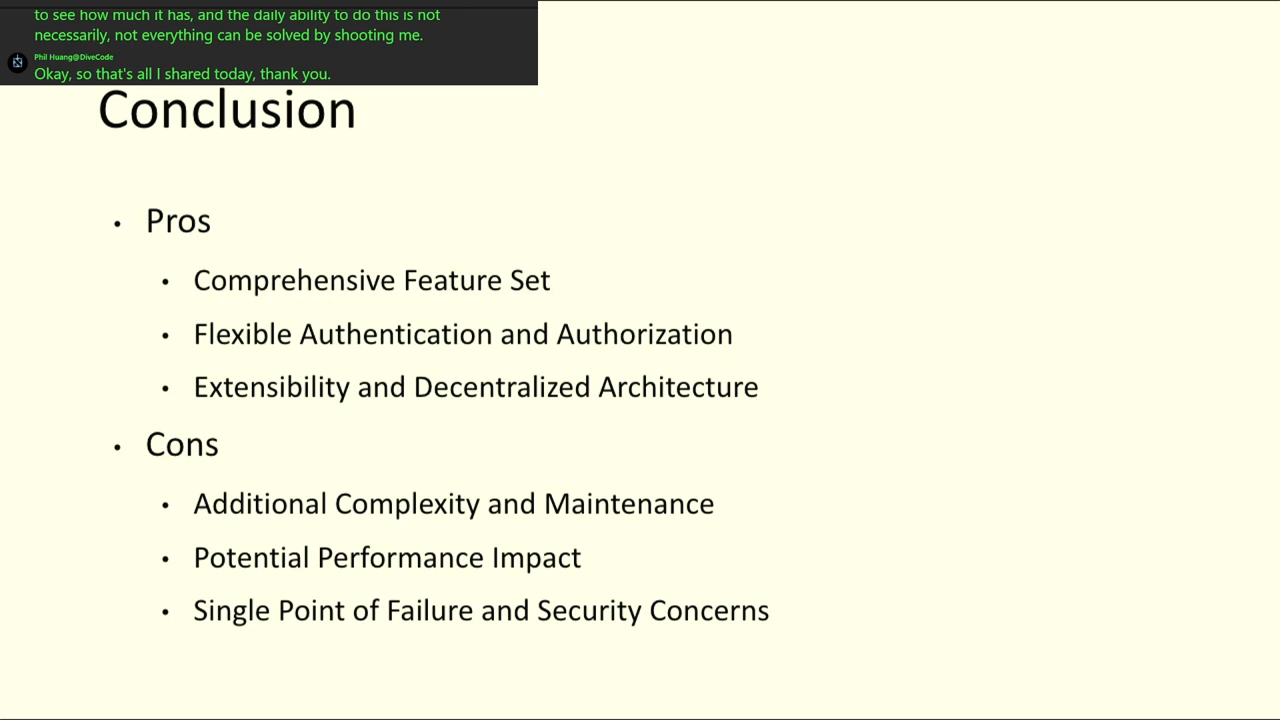 to see how much it has, and the daily ability to do this is not
necessarily, not everything can be solved by shooting me.
Phil Huang@DiveCode
Okay, so that's all I shared today, thank you.
Conclusion
• Pros
• Comprehensive Feature Set
• Flexible Authentication and Authorization
• Extensibility and Decentralized Architecture
• Cons
• Additional Complexity and Maintenance
• Potential Performance Impact
• Single Point of Failure and Security Concerns